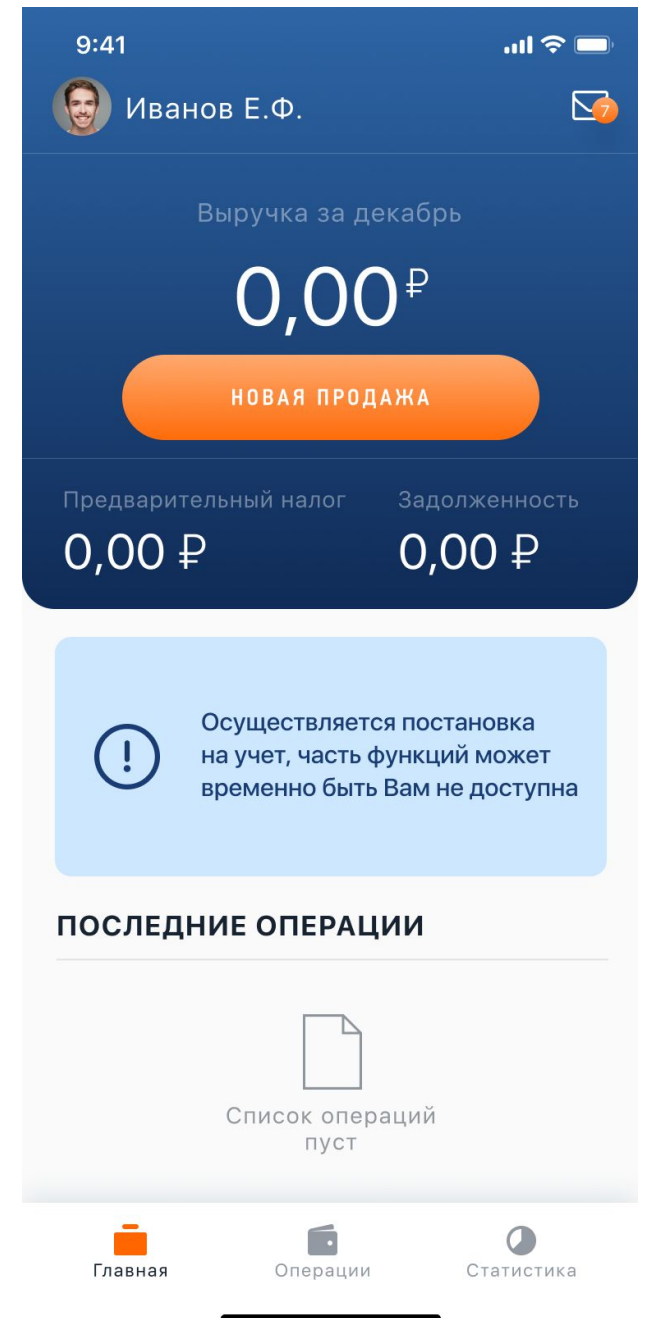 9:41
Иванов Е.Ф.
7
Выручка за декабрь
0,00₽
НОВАЯ ПРОДАЖА
Предварительный налог
Задолженность
0,00 ₽
0,00 ₽
Осуществляется постановка
на учет, часть функций может
временно быть Вам не доступна
ПОСЛЕДНИЕ ОПЕРАЦИИ
Список операций
пуст
Главная
Операции
Статистика